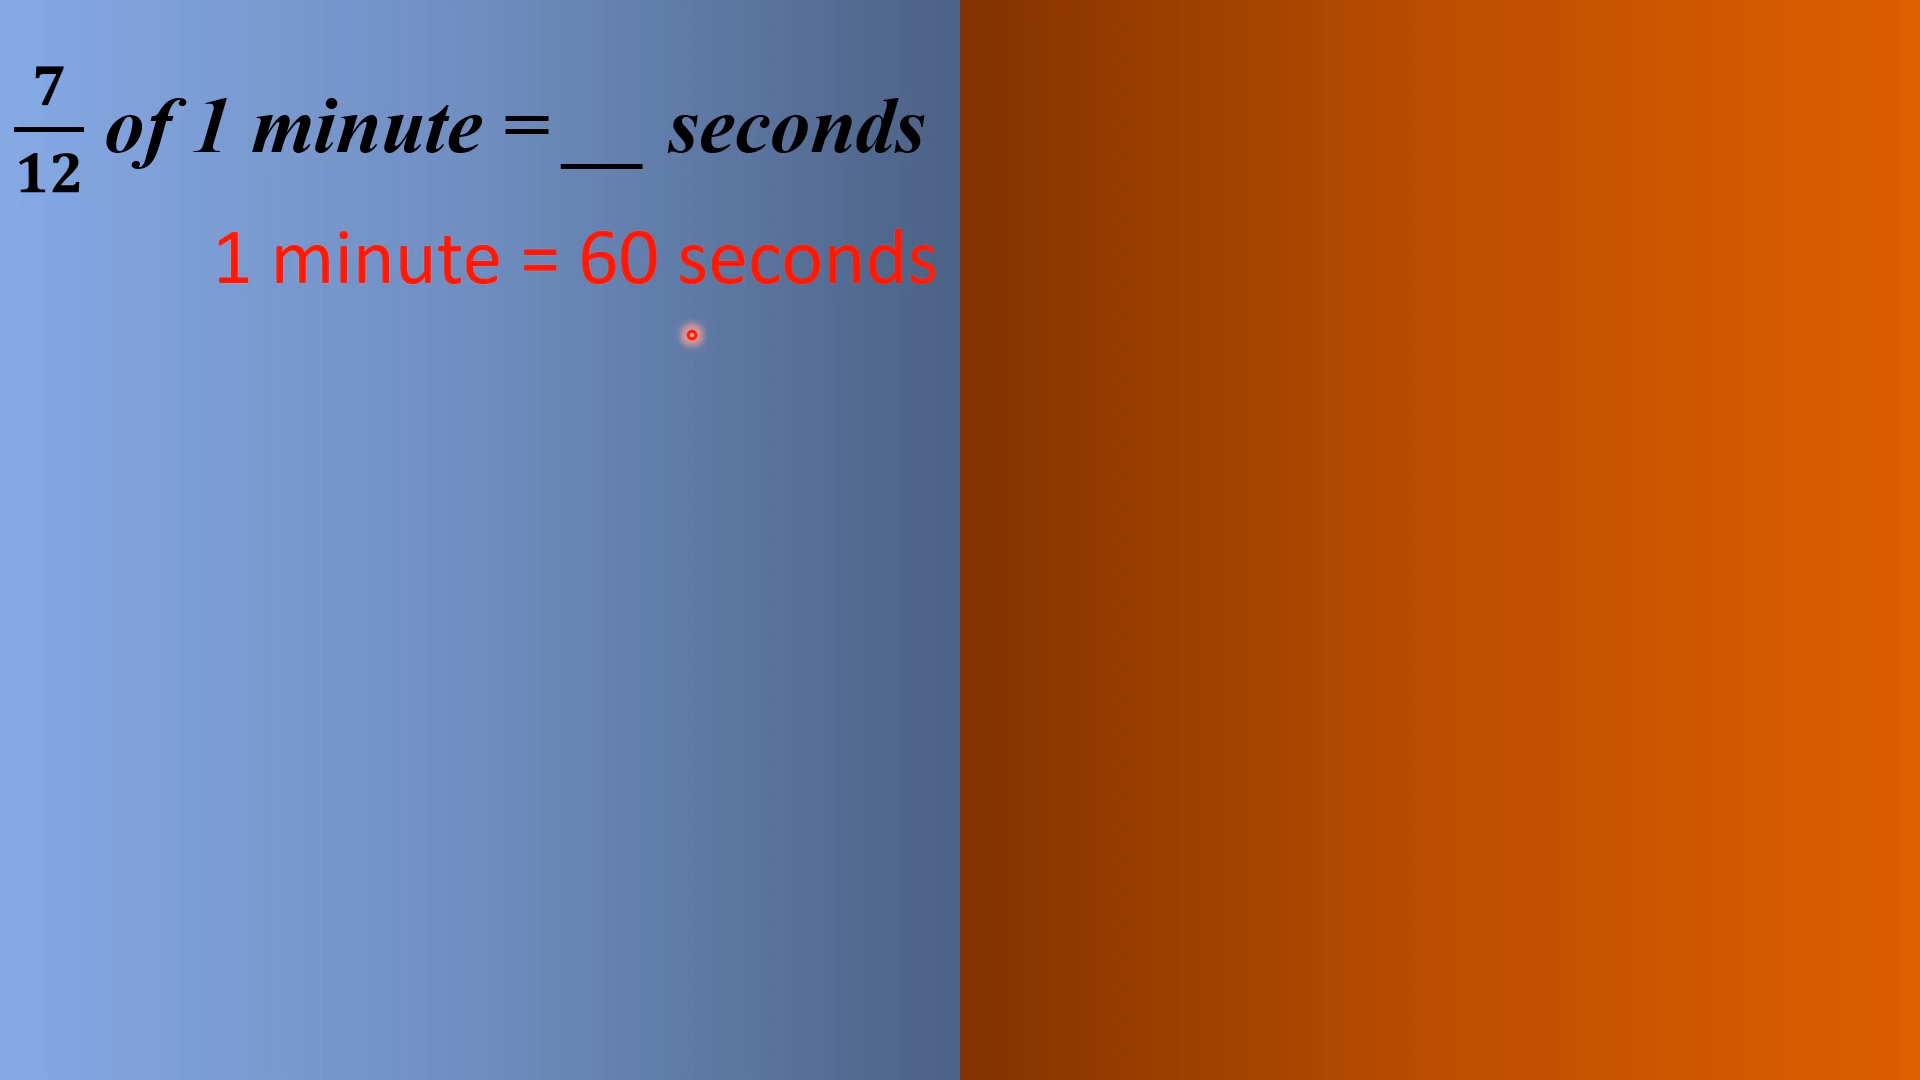 7/12 of 1 minute = __ seconds
1 minute = 60 seconds